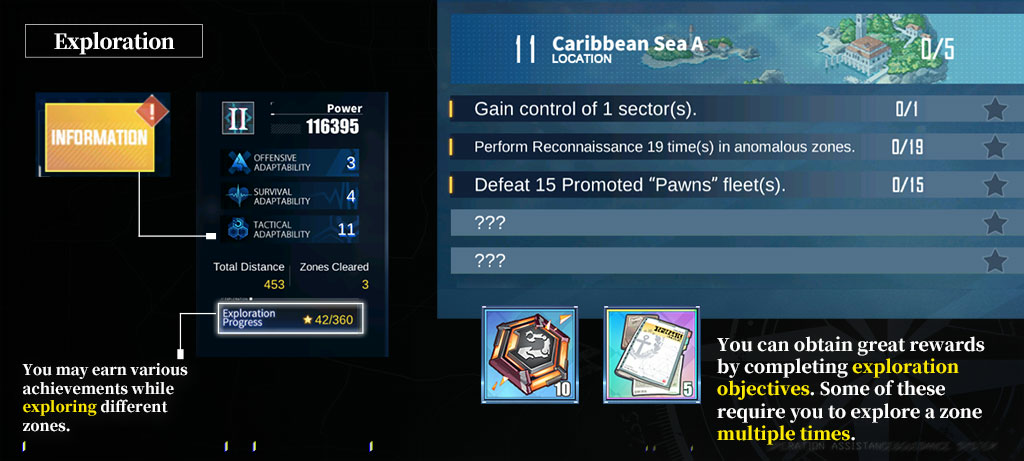 Exploration
INFORMATION
!
II
Power
116395
OFFENSIVE
ADAPTABILITY
3
SURVIVAL
ADAPTABILITY
4
TACTICAL
ADAPTABILITY
11
Total Distance
453
Zones Cleared
3
Exploration
Progress
42/360
You may earn various
achievements while
exploring different
zones.
11 Caribbean Sea A
LOCATION
0/5
Gain control of 1 sector(s). 0/1
Perform Reconnaissance 19 time(s) in anomalous zones. 0/19
Defeat 15 Promoted “Pawns” fleet(s). 0/15
???
???
10
5
You can obtain great rewards
by completing exploration
objectives. Some of these
require you to explore a zone
multiple times.